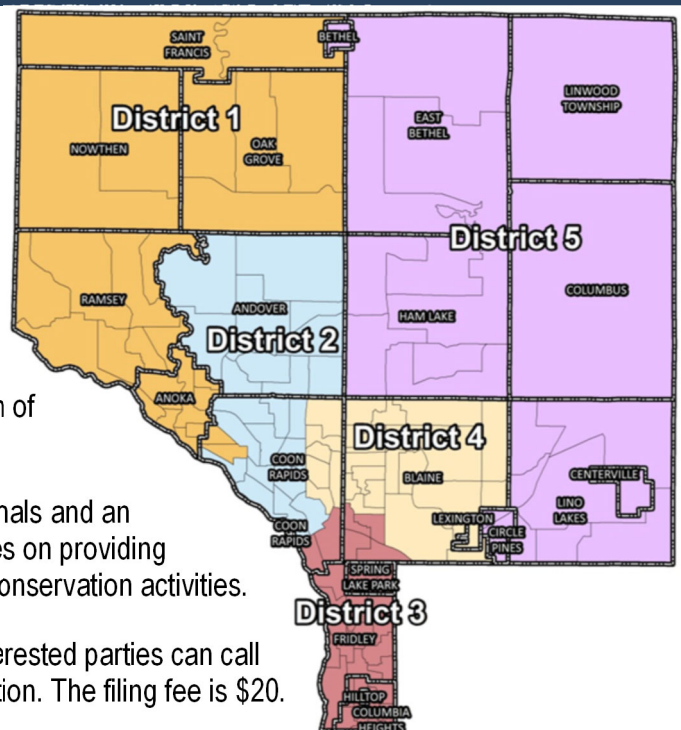 SAINT
FRANCIS
BETHEL
LINWOOD
TOWNSHIP
District 1
EAST
BETHEL
NOWTHEN
OAK
GROVE
District 5
COLUMBUS
RAMSEY
ANDOVER
HAM LAKE
District 2
ANOKA
of
District 4
COON
RAPIDS
BLAINE
CENTERVILLE
LINO
LAKES
nals and an
LEXINGTON
COON
RAPIDS
CIRCLE
PINES
es on providing
onservation activities.
SPRING
LAKE PARK
District 3
FRIDLEY
erested parties can call
tion. The filing fee is $20.
HILLTOP
COLUMBIA
HEIGHTS